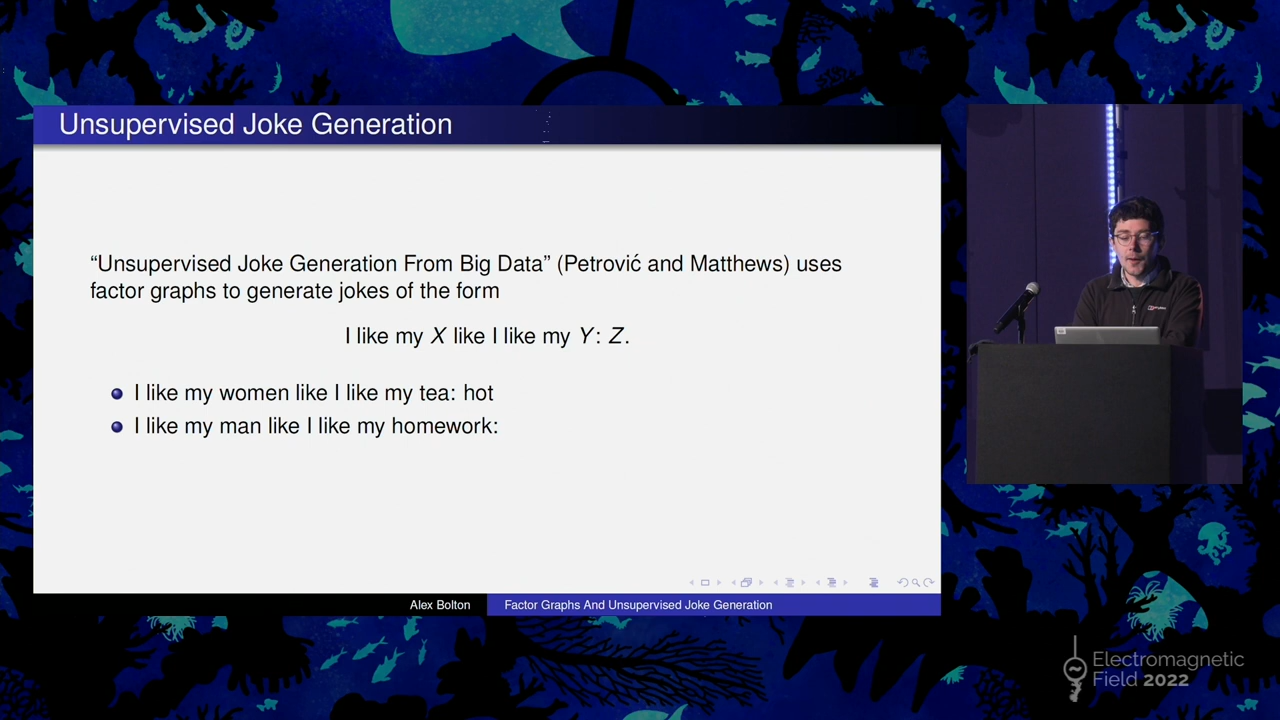 Unsupervised Joke Generation
“Unsupervised Joke Generation From Big Data” (Petrović and Matthews) uses
factor graphs to generate jokes of the form
I like my X like I like my Y: Z.
I like my women like I like my tea: hot
I like my man like I like my homework:
Alex Bolton
Factor Graphs And Unsupervised Joke Generation
Electromagnetic
Field 2022